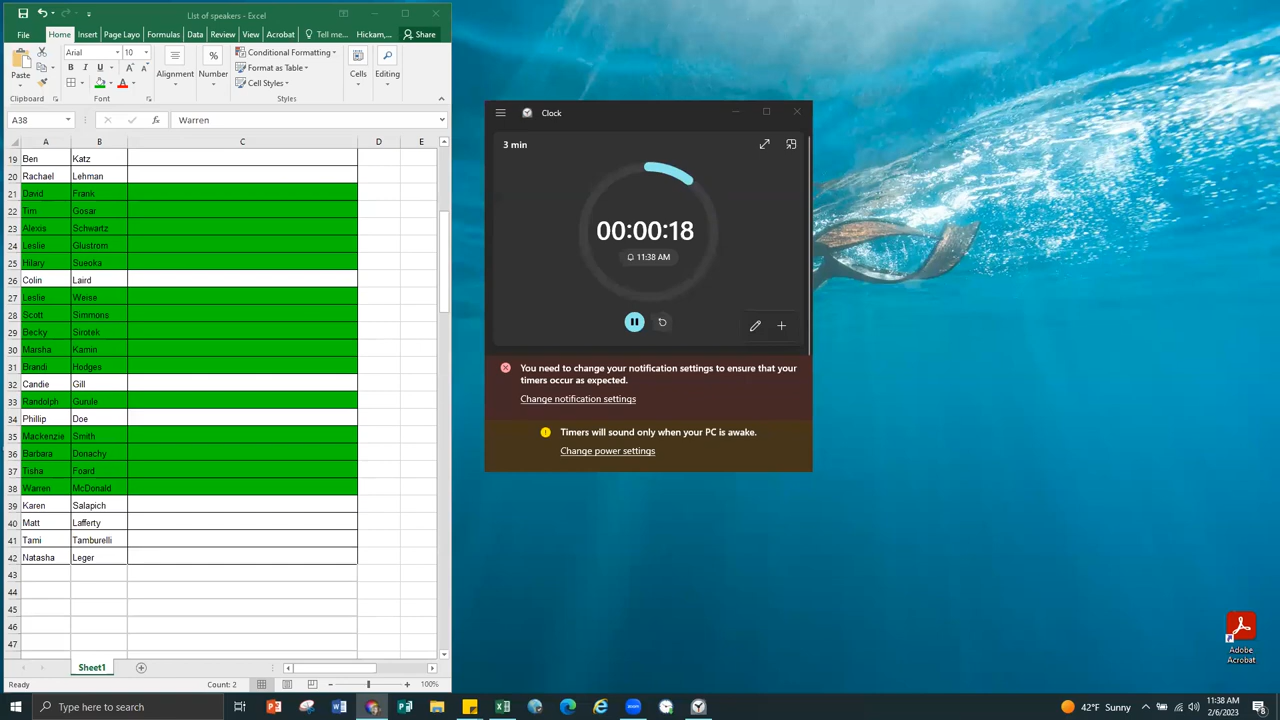 LIst of speakers - Excel
File Home Insert Page Layo Formulas Data Review View Acrobat Tell me... Hickam,... Share
Paste
Clipboard
Arial 10
B I U A A
A
Font
Alignment
%
Number
Conditional Formatting
Format as Table
Cell Styles
Styles
Cells
Editing
A38 fx Warren
A B C D E
19 Ben Katz
20 Rachael Lehman
21 David Frank
22 Tim Gosar
23 Alexis Schwartz
24 Leslie Glustrom
25 Hilary Sueoka
26 Colin Laird
27 Leslie Weise
28 Scott Simmons
29 Becky Sirotek
30 Marsha Kamin
31 Brandi Hodges
32 Candie Gill
33 Randolph Gurule
34 Phillip Doe
35 Mackenzie Smith
36 Barbara Donachy
37 Tisha Foard
38 Warren McDonald
39 Karen Salapich
40 Matt Lafferty
41 Tami Tamburelli
42 Natasha Leger
43
44
45
46
47
Sheet1
Ready Count: 2 100%
Clock
3 min
00:00:18
11:38 AM
You need to change your notification settings to ensure that your
timers occur as expected.
Change notification settings
Timers will sound only when your PC is awake.
Change power settings
Adobe
Acrobat
Type here to search
42°F Sunny
11:38 AM
2/6/2023